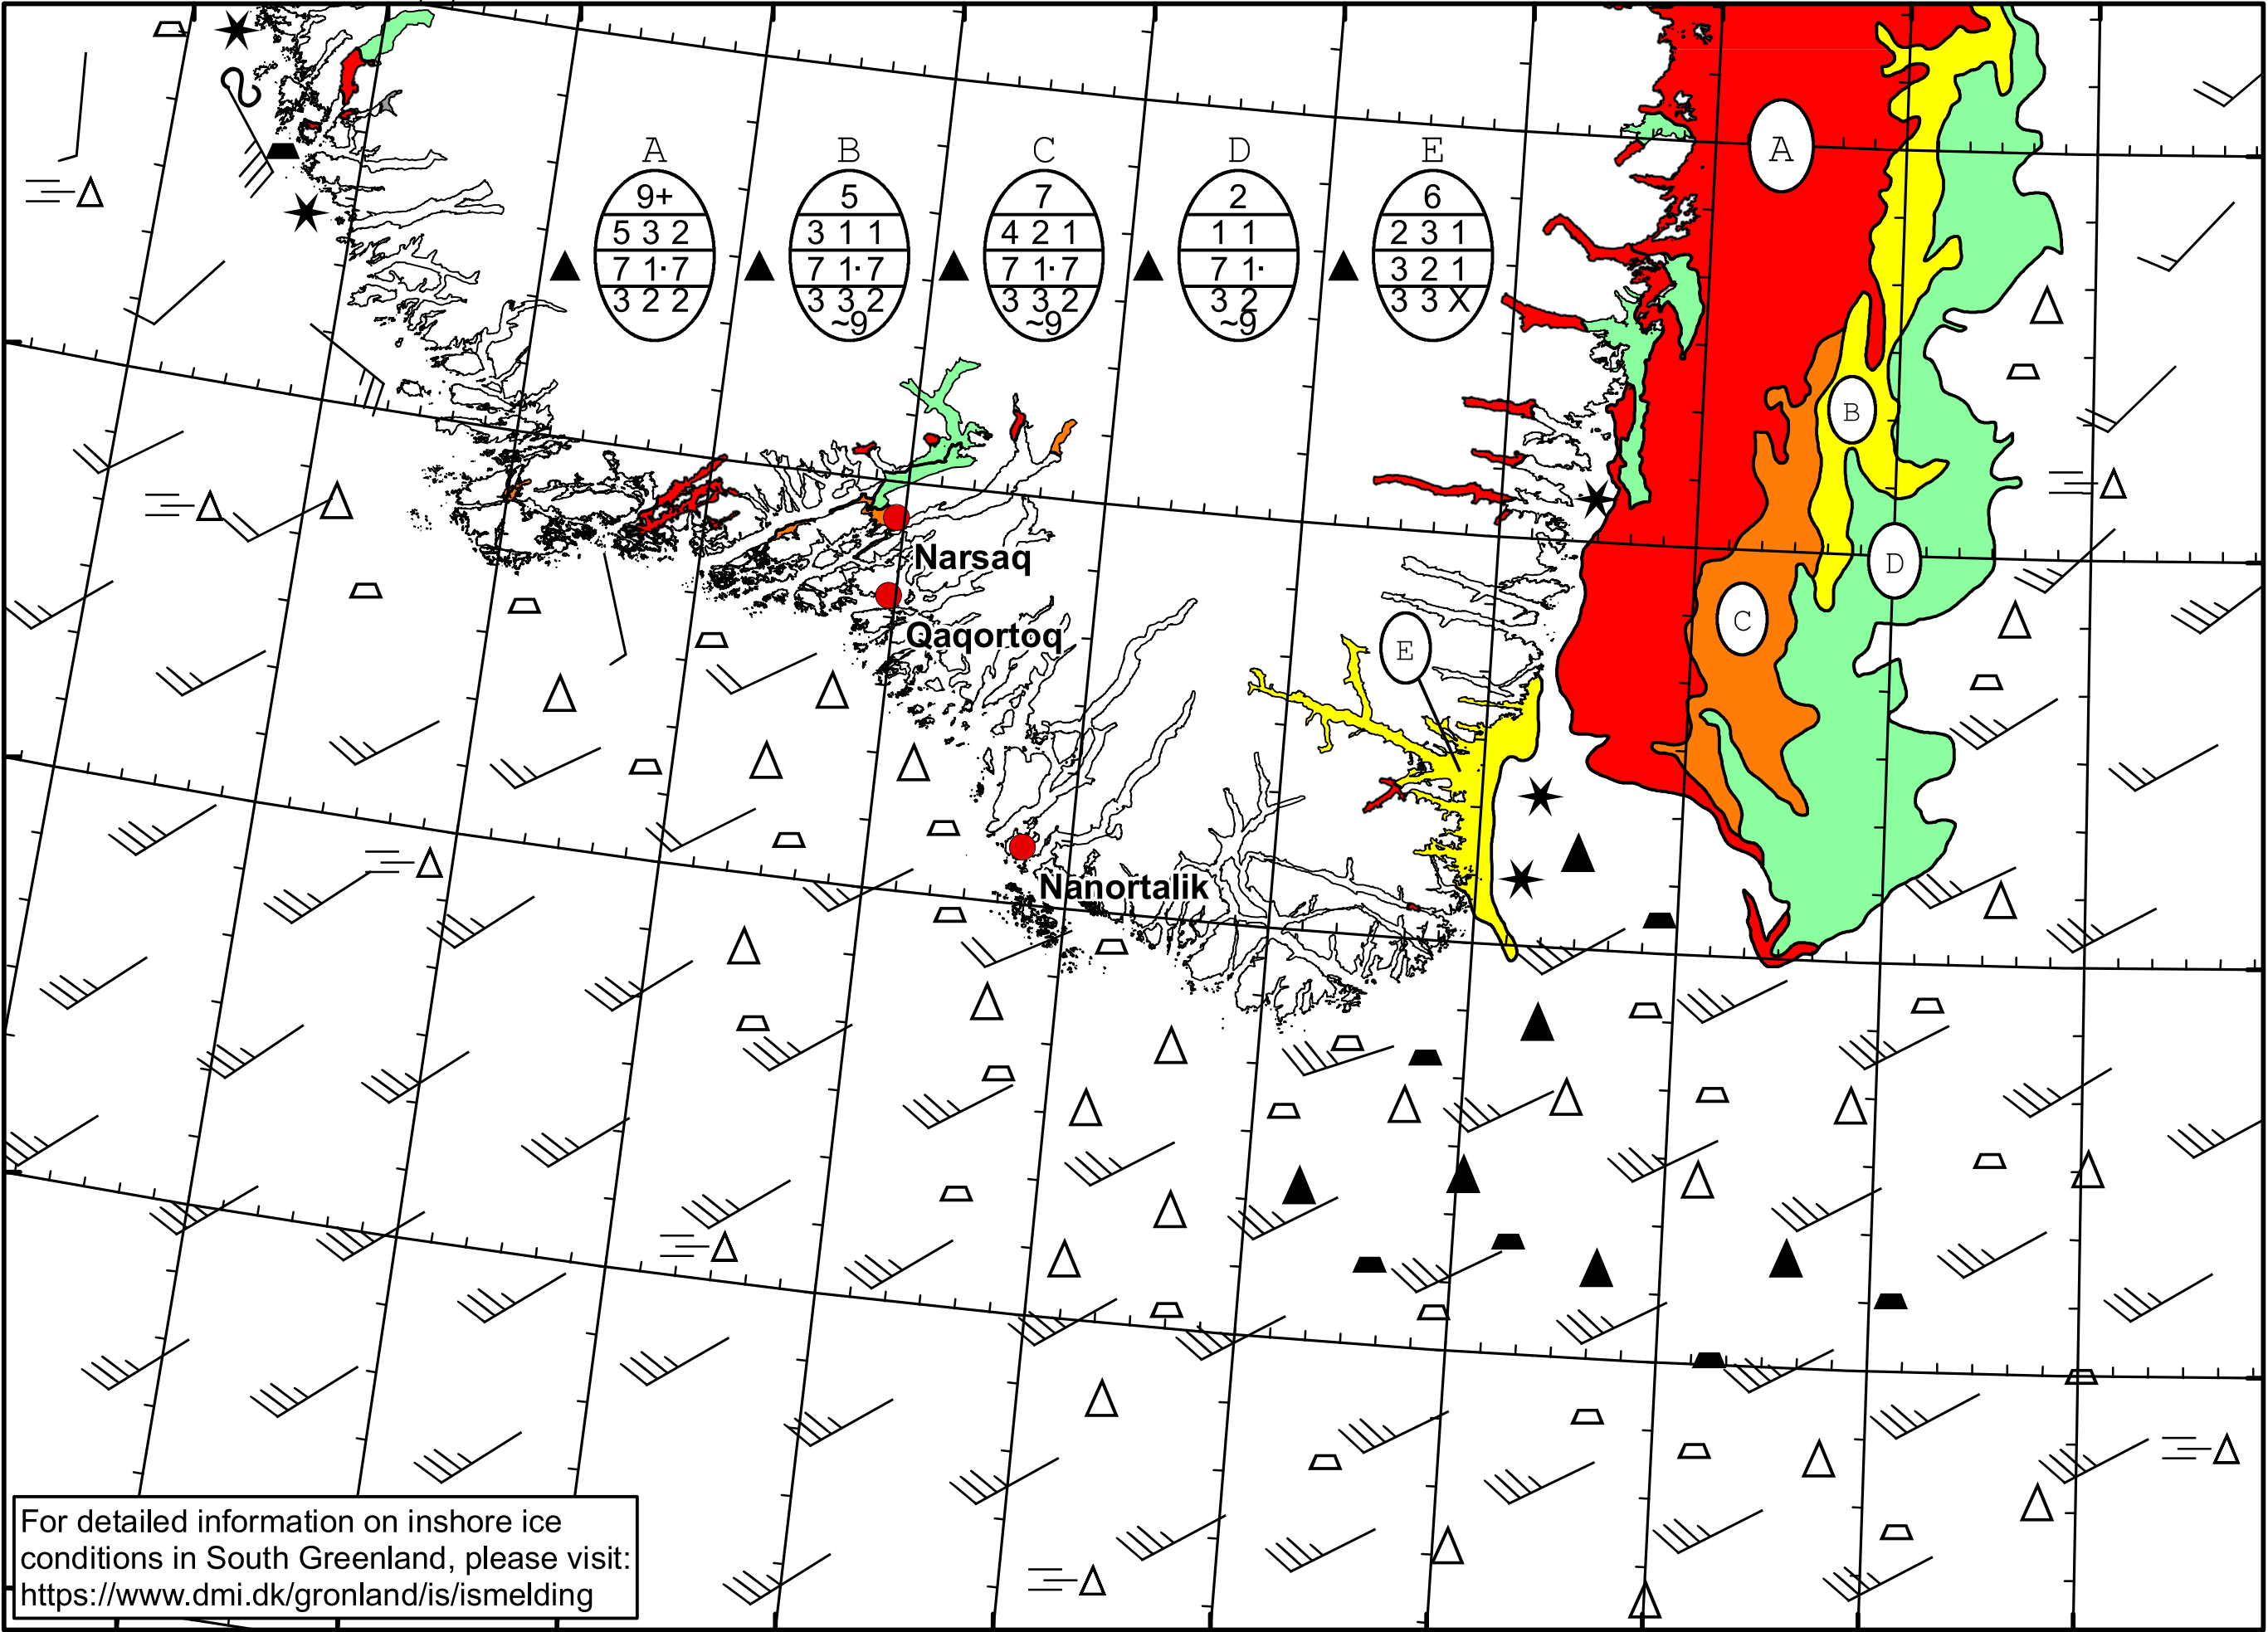 A B C D E
9+ 5 7 2 6
5 3 2 3 1 1 4 2 1 1 1 2 3 1
7 1· 7 7 1· 7 7 1· 7 7 1· 3 2 1
3 2 2 3 3 2 3 3 2 3 2 3 3 X
~9 ~9 ~9
A
B
C
D
E
Narsaq
Qaqortoq
Nanortalik
For detailed information on inshore ice
conditions in South Greenland, please visit:
https://www.dmi.dk/gronland/is/ismelding